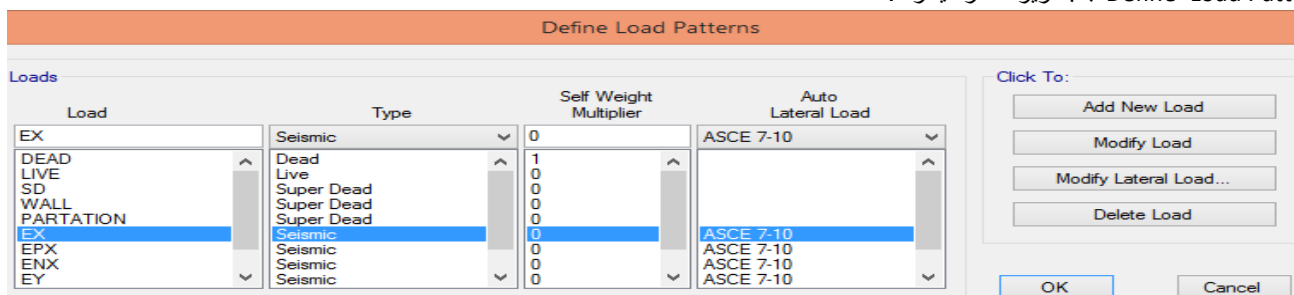 Define Load Patterns
Loads
Click To:
Load
Type
Self Weight
Multiplier
Auto
Lateral Load
EX Seismic 0 ASCE 7-10
DEAD Dead 1
LIVE Live 0
SD Super Dead 0
WALL Super Dead 0
PARTATION Super Dead 0
EX Seismic 0 ASCE 7-10
EPX Seismic 0 ASCE 7-10
ENX Seismic 0 ASCE 7-10
EY Seismic 0 ASCE 7-10
Add New Load
Modify Load
Modify Lateral Load...
Delete Load
OK Cancel